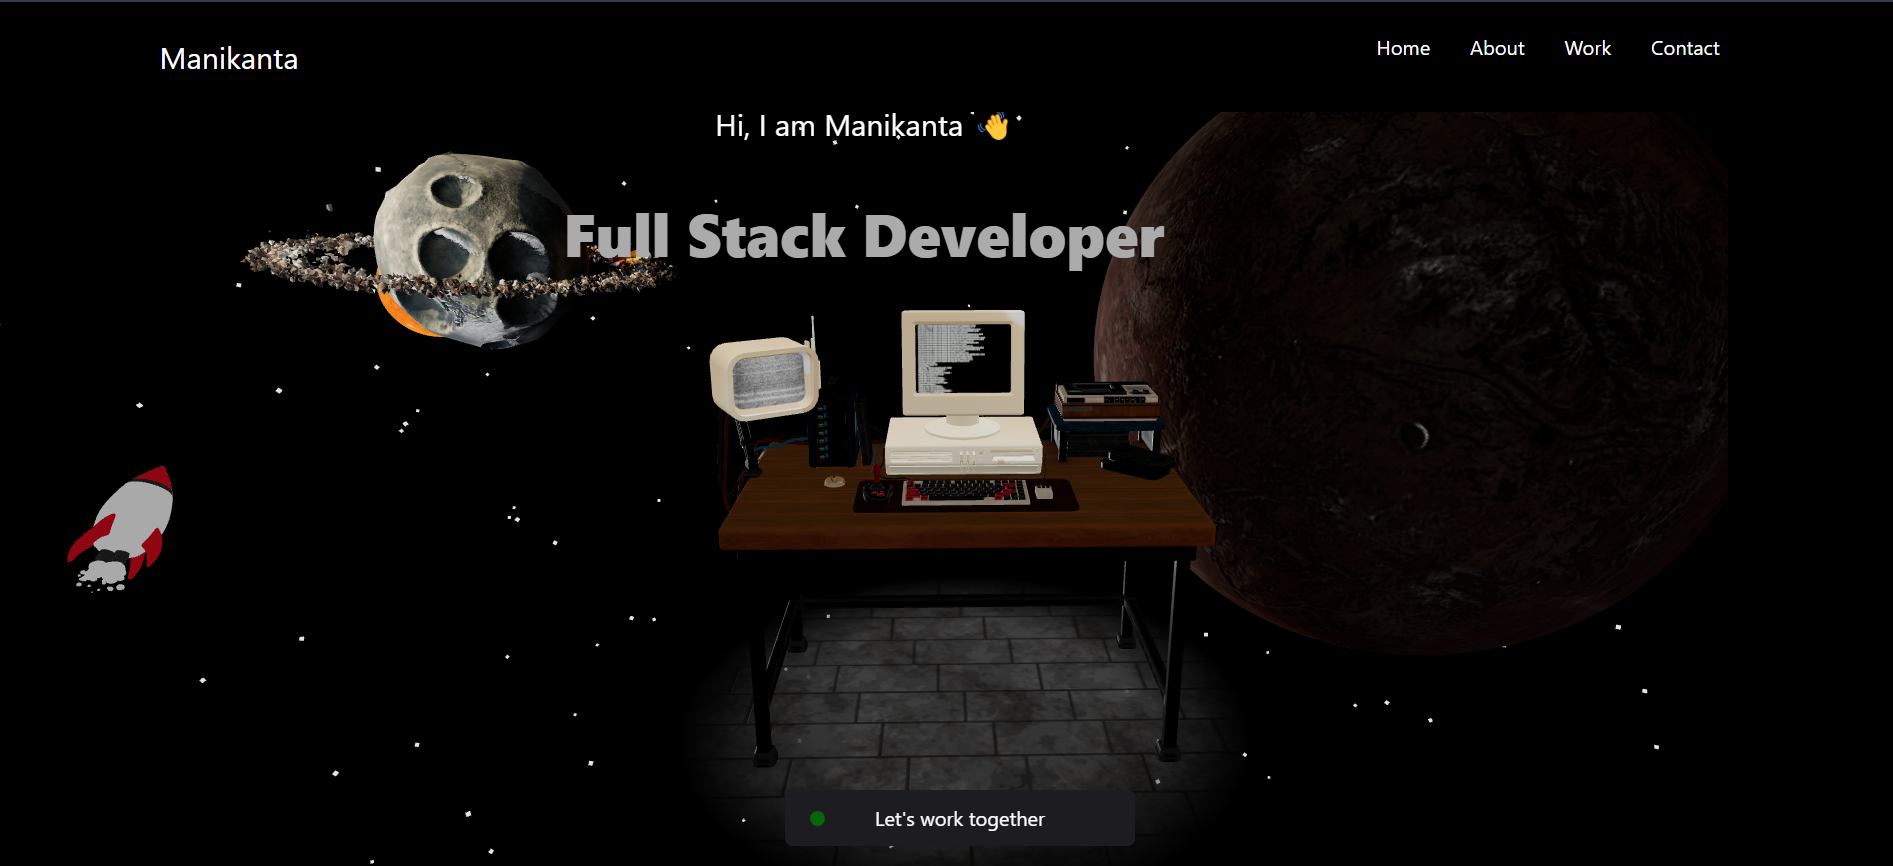 Manikanta
Home
About
Work
Contact
Hi, I am Manikanta 👋
Full Stack Developer
Let's work together